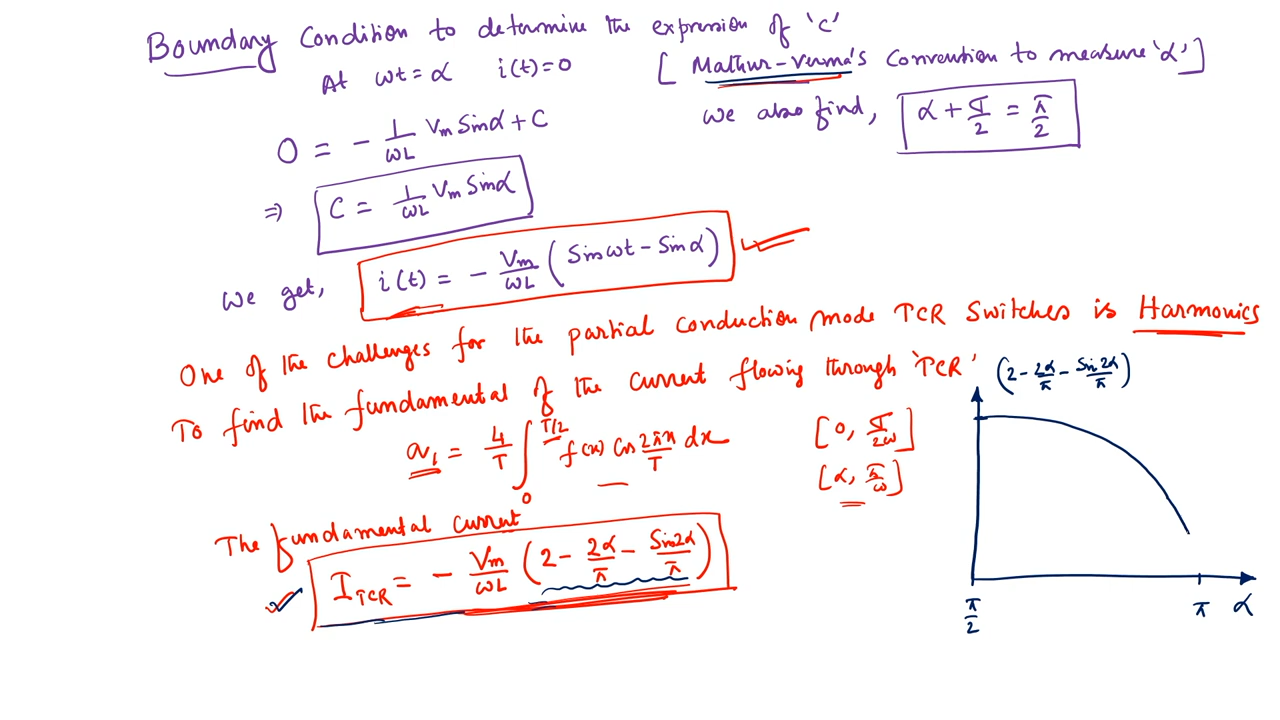 Boundary Condition to determine the expression of 'C'
At ωt = α i(t) = 0 [Mathur-Verma's Convention to measure 'α']
0 = - 1/ωL Vm Sinα + C
We also find, α + σ/2 = π/2
⇒ C = 1/ωL Vm Sinα
We get, i(t) = - Vm/ωL (Sinωt - Sinα)
One of the challenges for the partial conduction mode TCR Switches is Harmonics
To find the fundamental of the current flowing through 'TCR'
(2 - 2α/π - Sin2α/π)
a₁ = 4/T ∫₀^T/2 f(x) Cos 2πx/T dx
[0, π/2ω]
[α, π/ω]
The fundamental current
I_TCR = - Vm/ωL (2 - 2α/π - Sin2α/π)
π/2 π α